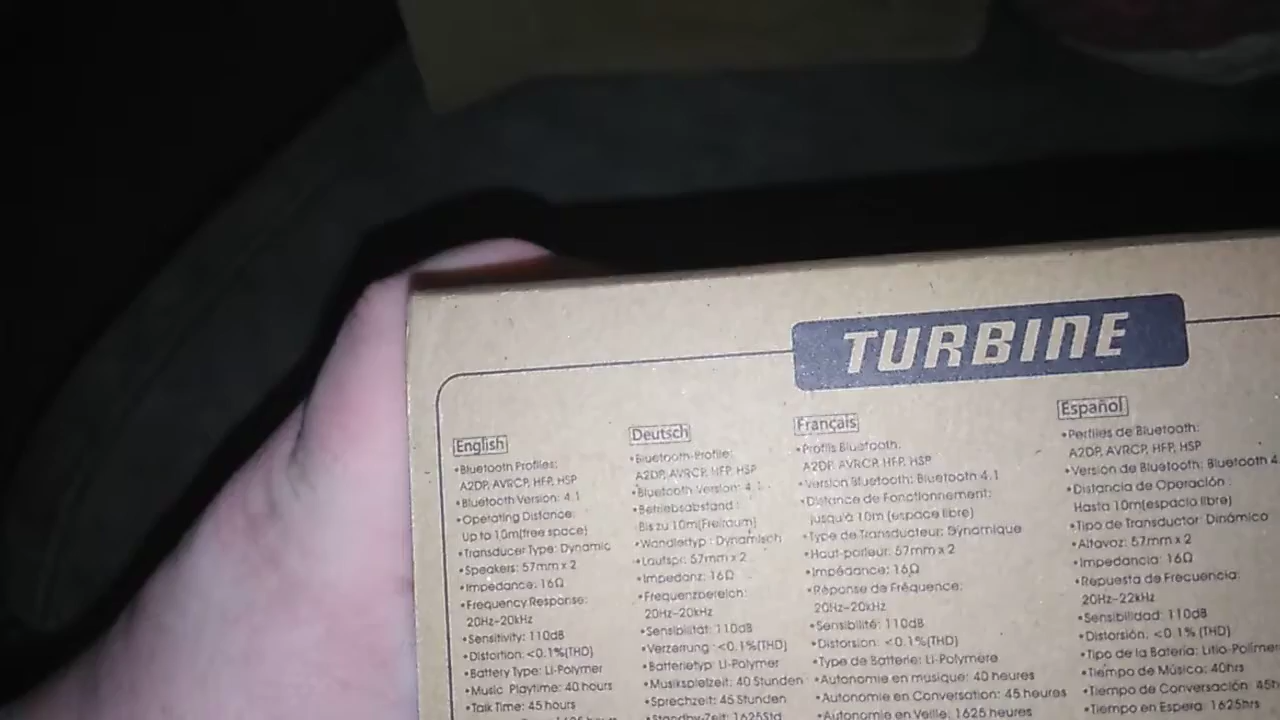 TURBINE
English
•Bluetooth Profiles:
A2DP, AVRCP, HFP, HSP
•Bluetooth Version: 4.1
•Operating Distance:
Up to 10m(free space)
•Transducer Type: Dynamic
•Speakers: 57mm x 2
•Impedance: 16Ω
•Frequency Response:
20Hz~20kHz
•Sensitivity: 110dB
•Distortion: <0.1%(THD)
•Battery Type: Li-Polymer
•Music Playtime: 40 hours
•Talk Time: 45 hours
Deutsch
•Bluetooth-Profile:
A2DP, AVRCP, HFP, HSP
•Bluetooth Version: 4.1
•Betriebsabstand :
Bis zu 10m(Freiraum)
•Wandlertyp : Dynamisch
•Lautspr: 57mm x 2
•Impedanz: 16Ω
•Frequenzbereich:
20Hz~20kHz
•Sensibilität: 110dB
•Verzerrung :<0.1%(THD)
•Batterietyp: Li-Polymer
•Musikspielzeit: 40 Stunden
•Sprechzeit: 45 Stunden
•Standby-Zeit: 1625Std
Français
•Profils Bluetooth:
A2DP, AVRCP, HFP, HSP
•Version Bluetooth: Bluetooth 4.1
•Distance de Fonctionnement:
jusqu'à 10m (espace libre)
•Type de Transducteur: Dynamique
•Haut-parleur: 57mm x 2
•Impédance: 16Ω
•Réponse de Fréquence:
20Hz~20kHz
•Sensibilité: 110dB
•Distorsion: <0.1%(THD)
•Type de Batterie: Li-Polymère
•Autonomie en musique: 40 heures
•Autonomie en Conversation: 45 heures
•Autonomie en Veille: 1625 heures
Español
•Perfiles de Bluetooth:
A2DP, AVRCP, HFP, HSP
•Version de Bluetooth: Bluetooth 4
•Distancia de Operación :
Hasta 10m(espacio libre)
•Tipo de Transductor: Dinámico
•Altavoz: 57mm x 2
•Impedancia: 16Ω
•Repuesta de Frecuencia:
20Hz~22kHz
•Sensibilidad: 110dB
•Distorsión: <0.1% (THD)
•Tipo de la Batería: Litio-Polímer
•Tiempo de Música: 40hrs
•Tiempo de Conversación: 45h
•Tiempo en Espera: 1625hrs